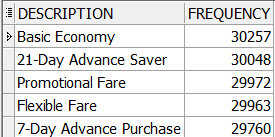 DESCRIPTION FREQUENCY
Basic Economy 30257
21-Day Advance Saver 30048
Promotional Fare 29972
Flexible Fare 29963
7-Day Advance Purchase 29760